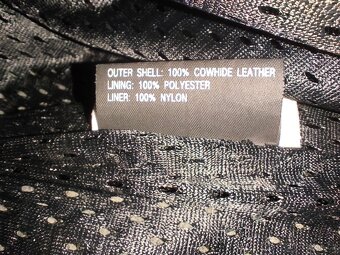 OUTER SHELL: 100% COWHIDE LEATHER
LINING: 100% POLYESTER
LINER: 100% NYLON